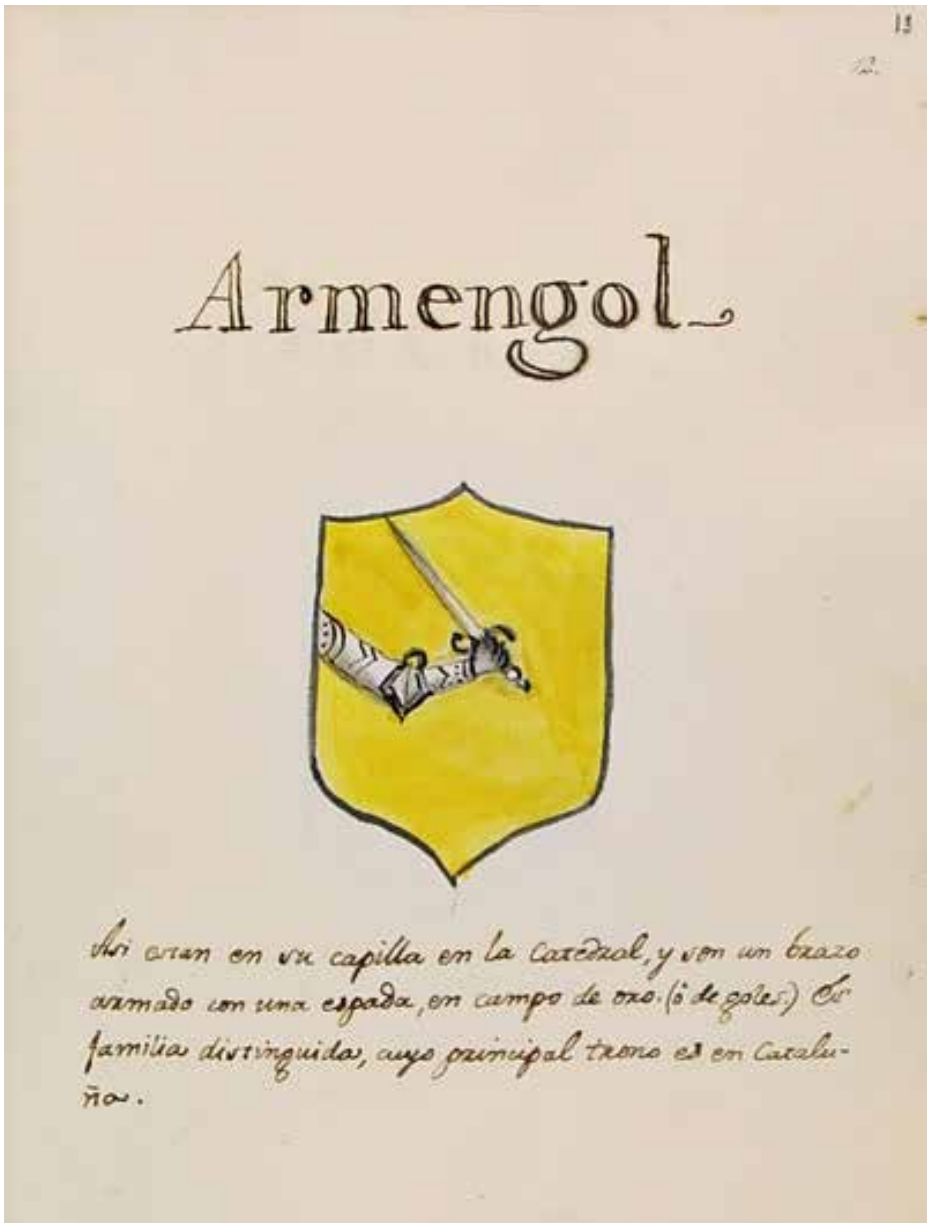 13
12.
Armengol
Asi estan en su capilla en la Catedral, y son un brazo
armado con una espada, en campo de oro. (ó de goles.) Es
familia distinguida, cuyo principal trono es en Catalu-
ña.